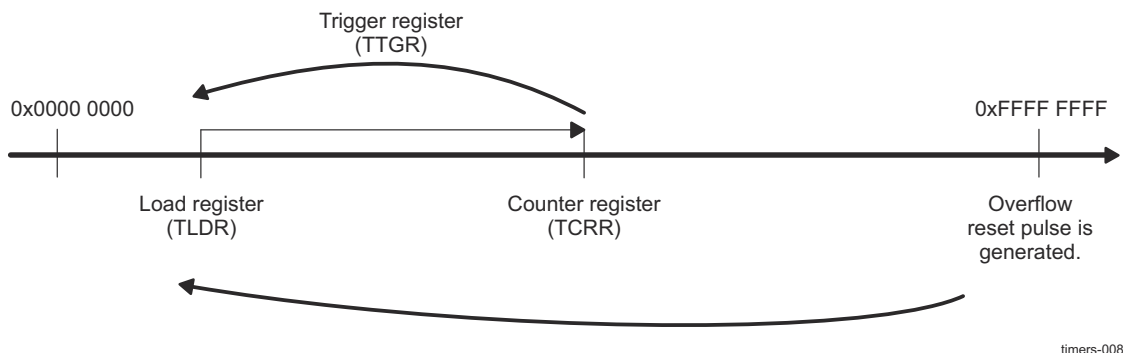 Trigger register
(TTGR)
0x0000 0000
0xFFFF FFFF
Load register
(TLDR)
Counter register
(TCRR)
Overflow
reset pulse is
generated.
timers-008